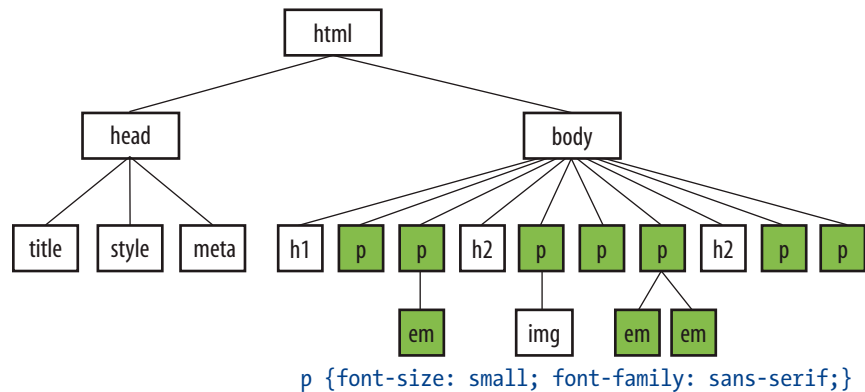 html
head body
title style meta h1 p p h2 p p p h2 p p
em img em em
p {font-size: small; font-family: sans-serif;}